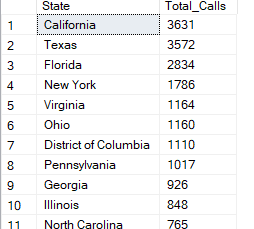 State Total_Calls
1 California 3631
2 Texas 3572
3 Florida 2834
4 New York 1786
5 Virginia 1164
6 Ohio 1160
7 District of Columbia 1110
8 Pennsylvania 1017
9 Georgia 926
10 Illinois 848
11 North Carolina 765